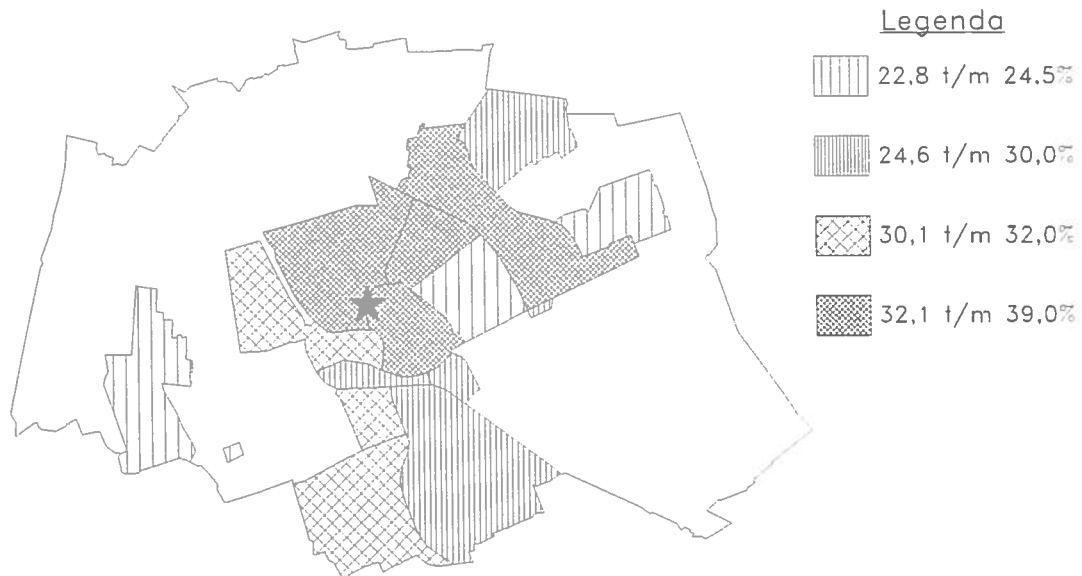 Legenda
22,8 t/m 24.5%
24,6 t/m 30,0%
30,1 t/m 32,0%
32,1 t/m 39,0%